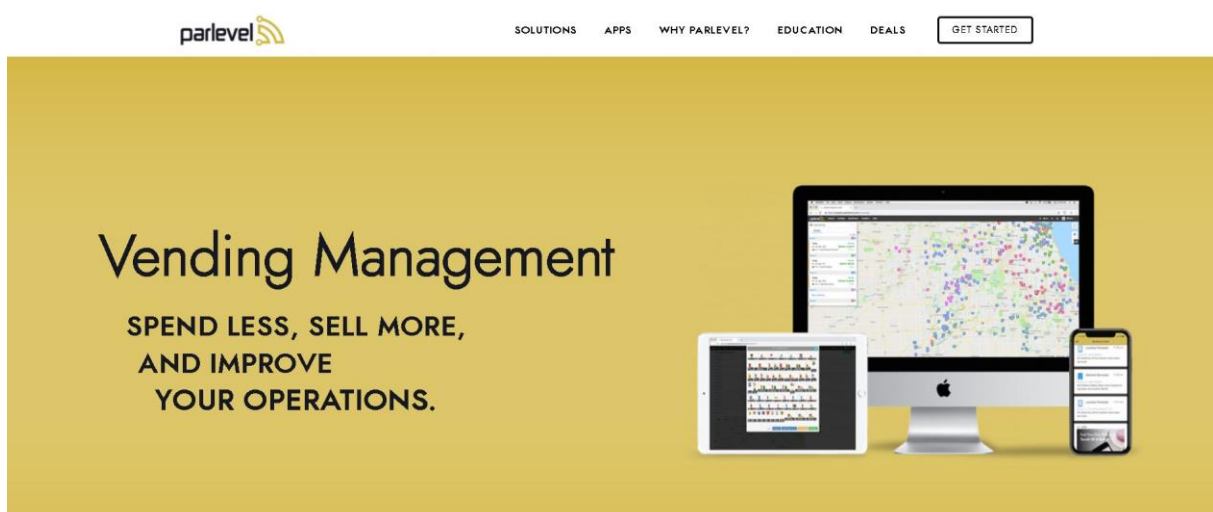 parlevel
SOLUTIONS APPS WHY PARLEVEL? EDUCATION DEALS GET STARTED
Vending Management
SPEND LESS, SELL MORE,
AND IMPROVE
YOUR OPERATIONS.